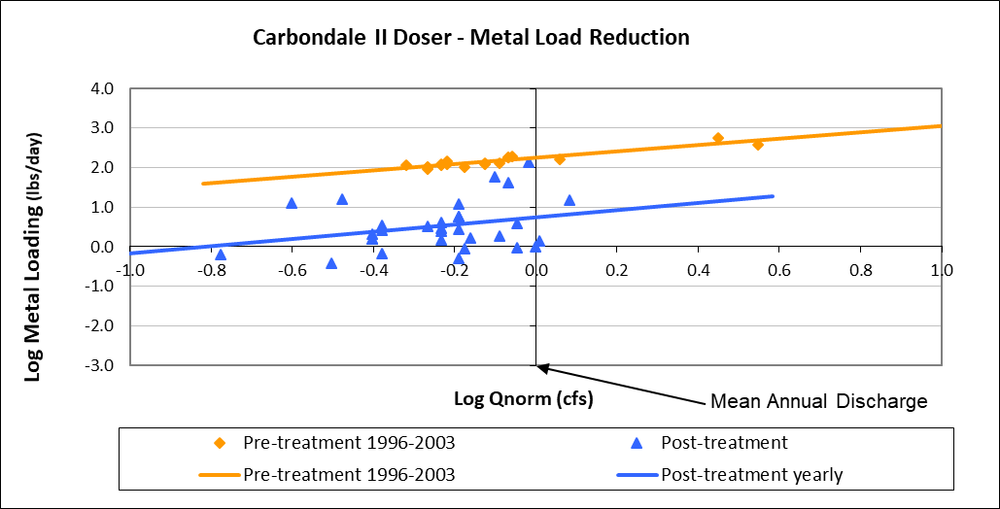 Carbondale II Doser - Metal Load Reduction
Log Metal Loading (lbs/day)
4.0
3.0
2.0
1.0
0.0
-1.0
-2.0
-3.0
-1.0 -0.8 -0.6 -0.4 -0.2 0.0 0.2 0.4 0.6 0.8 1.0
Log Qnorm (cfs)
Mean Annual Discharge
Pre-treatment 1996-2003 Post-treatment
Pre-treatment 1996-2003 Post-treatment yearly